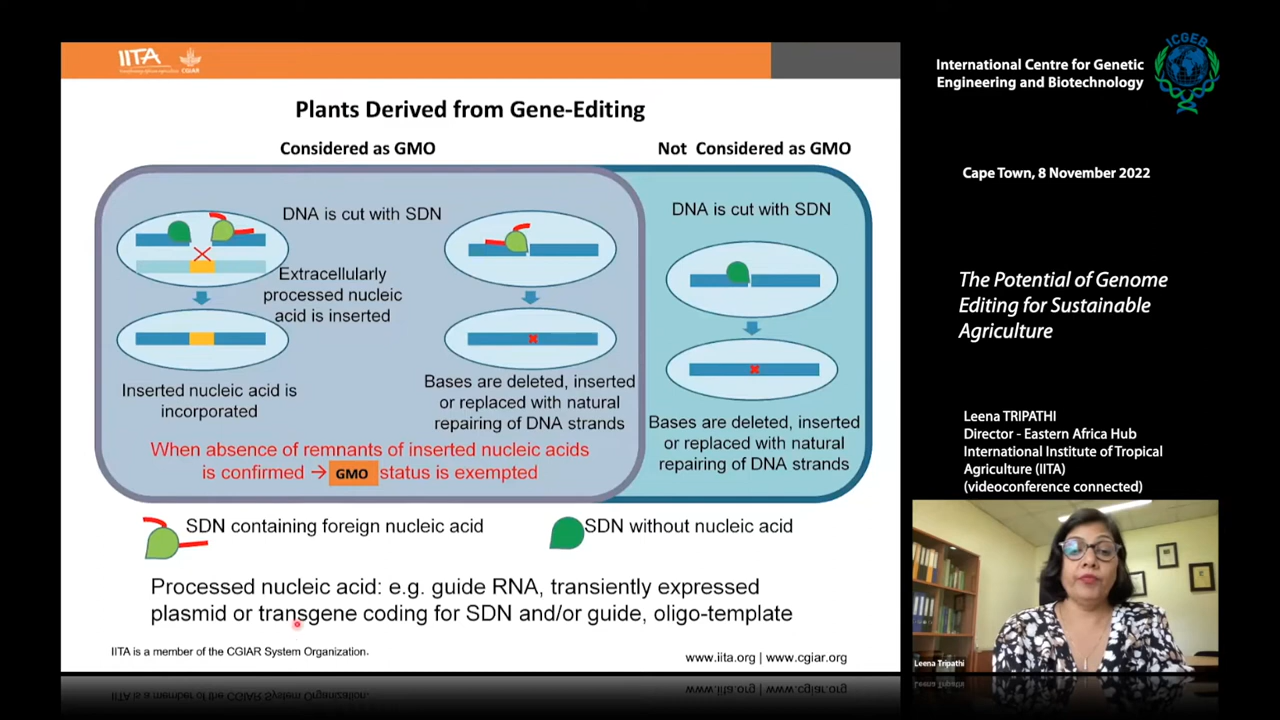 IITA
CGIAR
Plants Derived from Gene-Editing
Considered as GMO
Not Considered as GMO
DNA is cut with SDN
Extracellularly
processed nucleic
acid is inserted
Inserted nucleic acid is
incorporated
Bases are deleted, inserted
or replaced with natural
repairing of DNA strands
When absence of remnants of inserted nucleic acids
is confirmed → GMO status is exempted
DNA is cut with SDN
Bases are deleted, inserted
or replaced with natural
repairing of DNA strands
SDN containing foreign nucleic acid
SDN without nucleic acid
Processed nucleic acid: e.g. guide RNA, transiently expressed
plasmid or transgene coding for SDN and/or guide, oligo-template
IITA is a member of the CGIAR System Organization.
www.iita.org | www.cgiar.org
International Centre for Genetic
Engineering and Biotechnology
ICGEB
Cape Town, 8 November 2022
The Potential of Genome
Editing for Sustainable
Agriculture
Leena TRIPATHI
Director - Eastern Africa Hub
International Institute of Tropical
Agriculture (IITA)
(videoconference connected)
Leena Tripathi